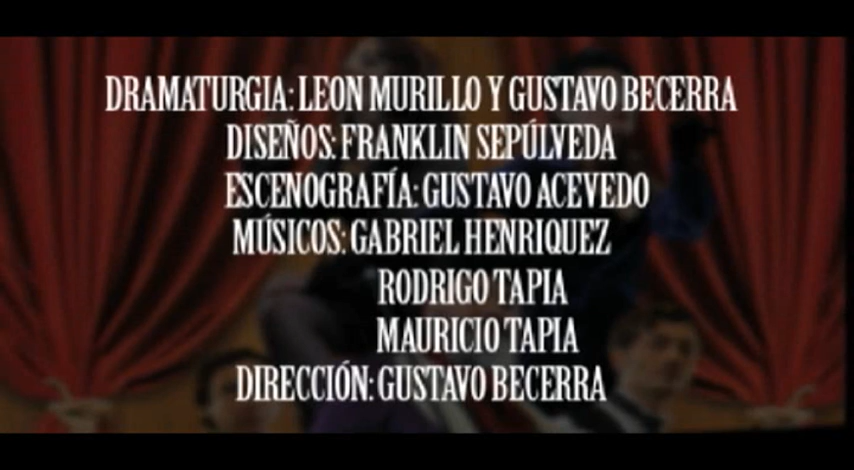 DRAMATURGIA: LEON MURILLO Y GUSTAVO BECERRA
DISEÑOS: FRANKLIN SEPÚLVEDA
ESCENOGRAFÍA: GUSTAVO ACEVEDO
MÚSICOS: GABRIEL HENRIQUEZ
RODRIGO TAPIA
MAURICIO TAPIA
DIRECCIÓN: GUSTAVO BECERRA